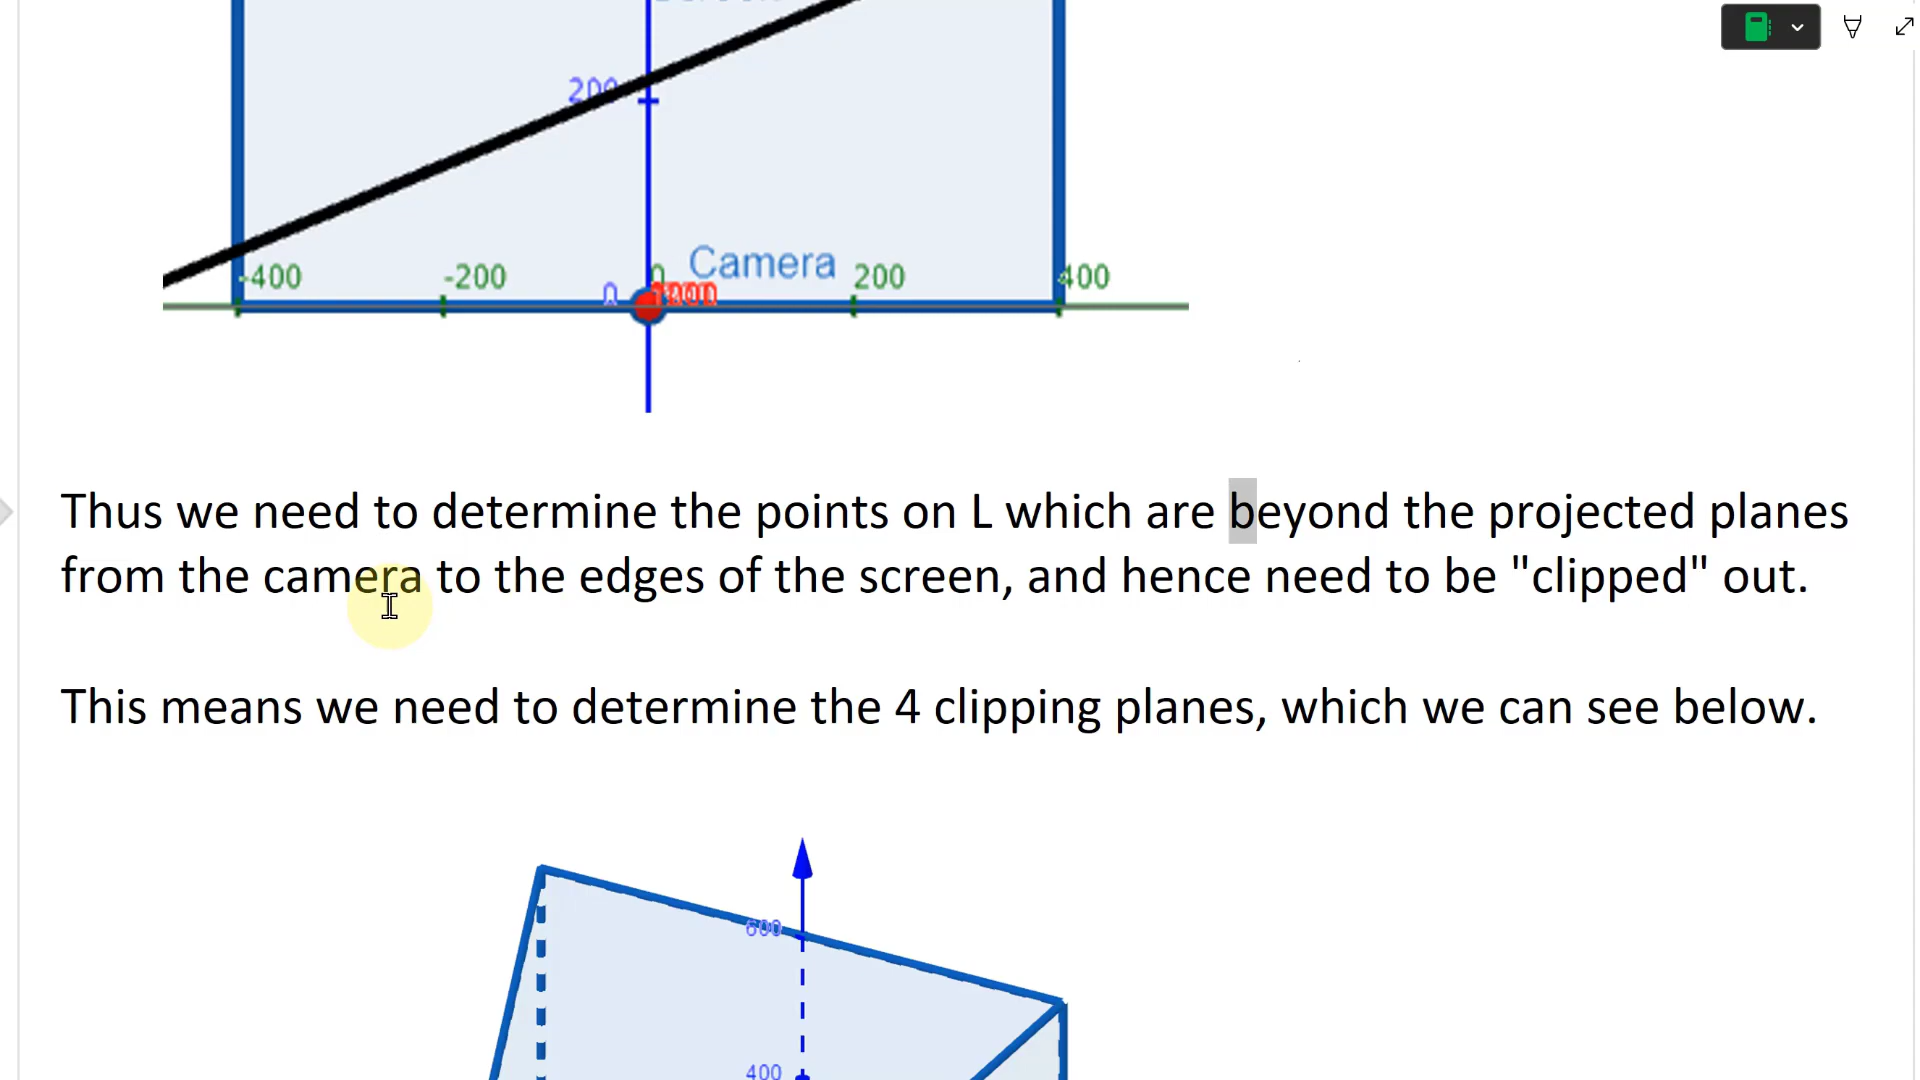 200
Camera
-400
-200
0
200
400
0
Thus we need to determine the points on L which are beyond the projected planes
from the camera to the edges of the screen, and hence need to be "clipped" out.
This means we need to determine the 4 clipping planes, which we can see below.
600
400